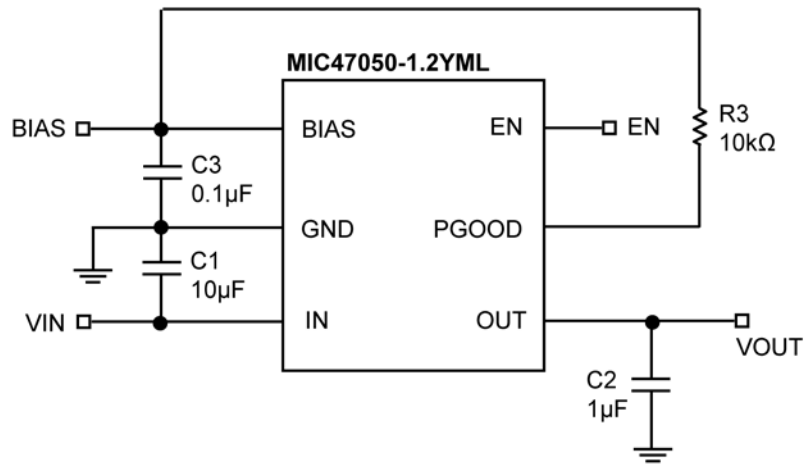 MIC47050-1.2YML
BIAS
BIAS
EN
EN
R3
10kΩ
C3
0.1µF
GND
PGOOD
C1
10µF
VIN
IN
OUT
VOUT
C2
1µF